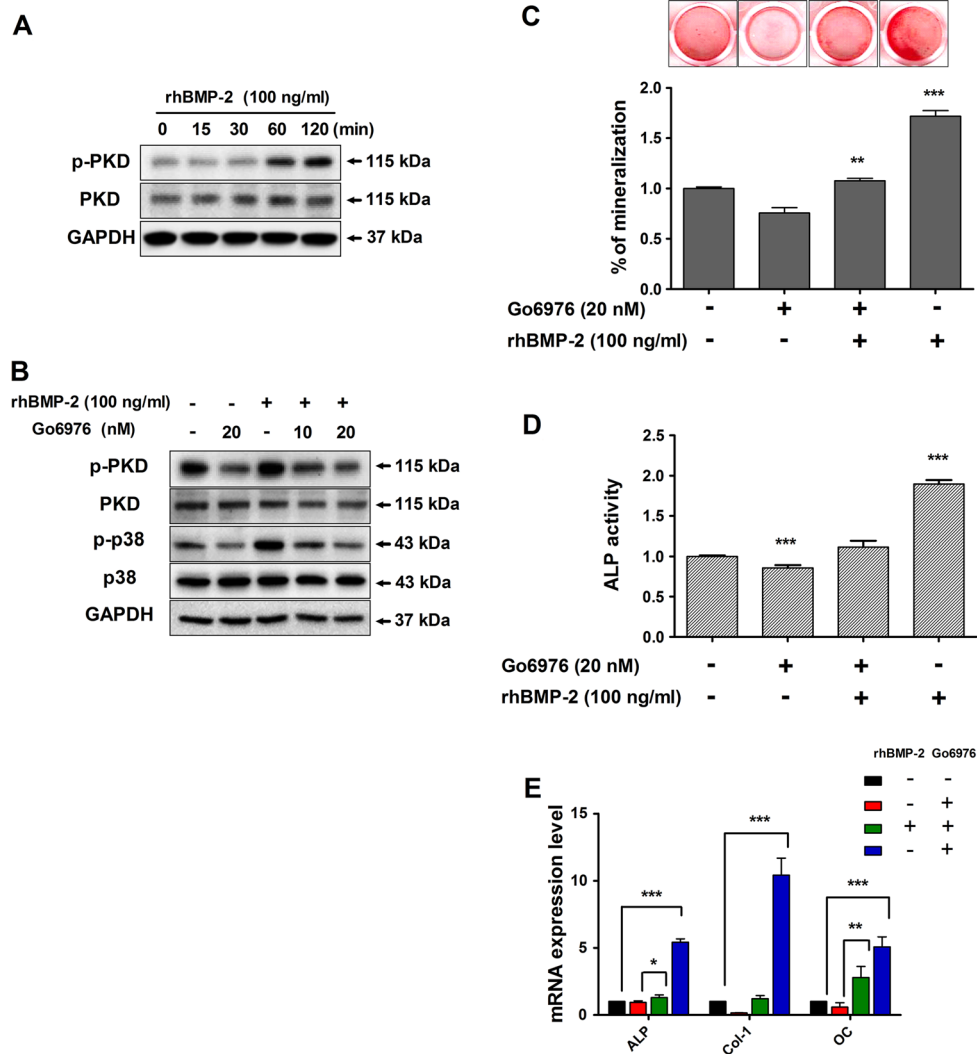 A
rhBMP-2 (100 ng/ml)
0 15 30 60 120 (min)
p-PKD 115 kDa
PKD 115 kDa
GAPDH 37 kDa
B
rhBMP-2 (100 ng/ml) - - + + +
Go6976 (nM) - 20 - 10 20
p-PKD 115 kDa
PKD 115 kDa
p-p38 43 kDa
p38 43 kDa
GAPDH 37 kDa
C
% of mineralization
2.0
1.5
1.0
0.5
0.0
**
***
Go6976 (20 nM) - + + -
rhBMP-2 (100 ng/ml) - - + +
D
ALP activity
2.5
2.0
1.5
1.0
0.5
0.0
***
***
Go6976 (20 nM) - + + -
rhBMP-2 (100 ng/ml) - - + +
E
rhBMP-2 Go6976
- -
- +
+ +
- +
mRNA expression level
15
10
5
0
***
*
***
***
**
ALP
Col-1
OC